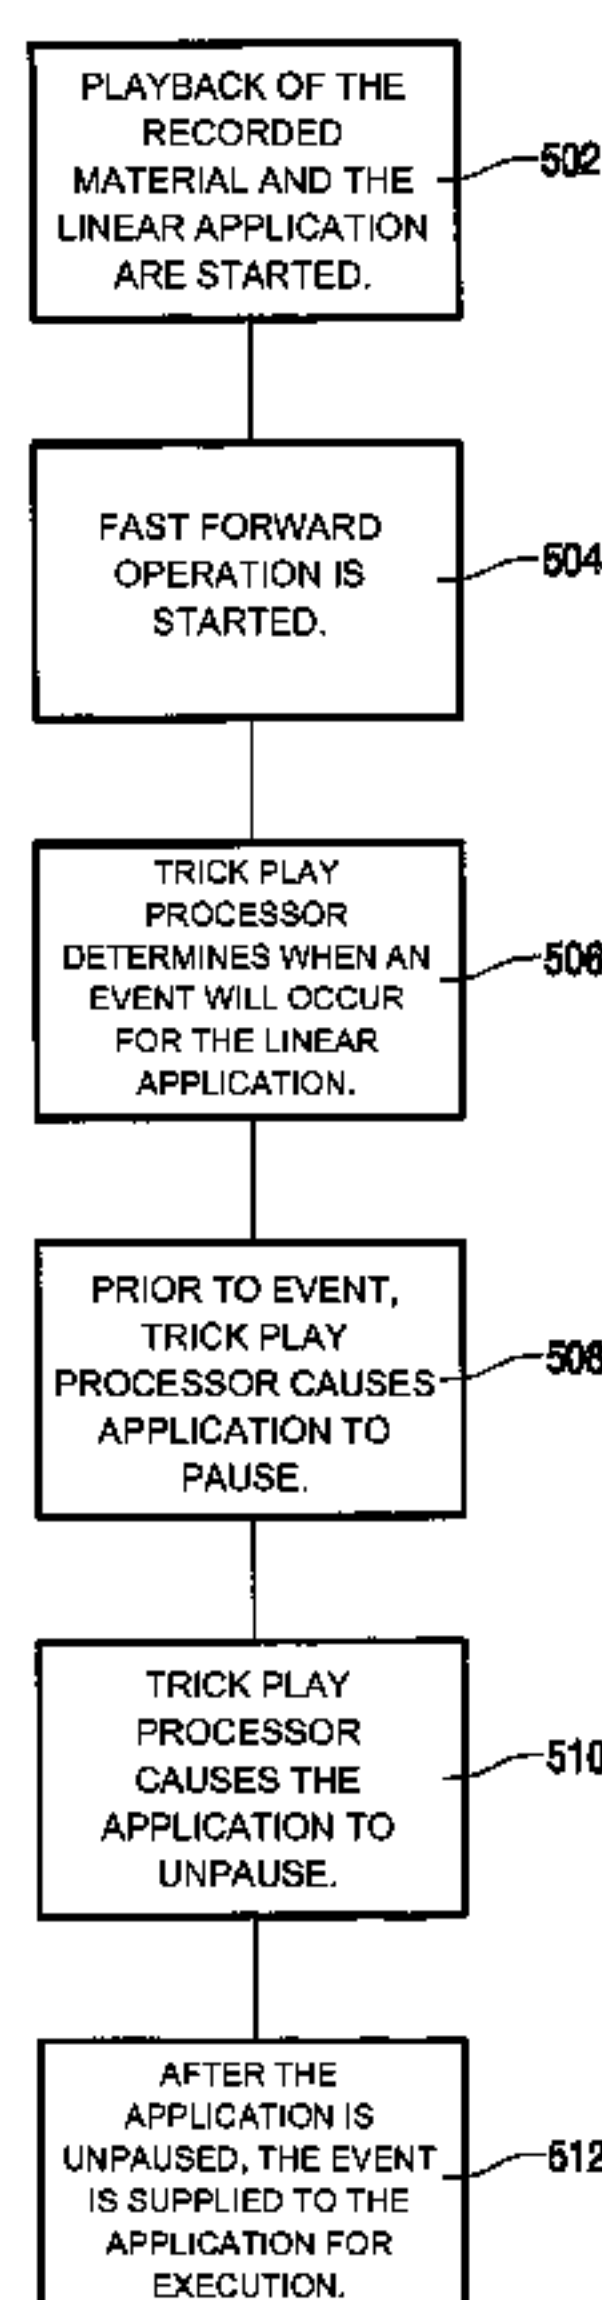 PLAYBACK OF THE
RECORDED
MATERIAL AND THE
LINEAR APPLICATION
ARE STARTED.
502
FAST FORWARD
OPERATION IS
STARTED.
504
TRICK PLAY
PROCESSOR
DETERMINES WHEN AN
EVENT WILL OCCUR
FOR THE LINEAR
APPLICATION.
506
PRIOR TO EVENT,
TRICK PLAY
PROCESSOR CAUSES
APPLICATION TO
PAUSE.
508
TRICK PLAY
PROCESSOR
CAUSES THE
APPLICATION TO
UNPAUSE.
510
AFTER THE
APPLICATION IS
UNPAUSED, THE EVENT
IS SUPPLIED TO THE
APPLICATION FOR
EXECUTION.
512